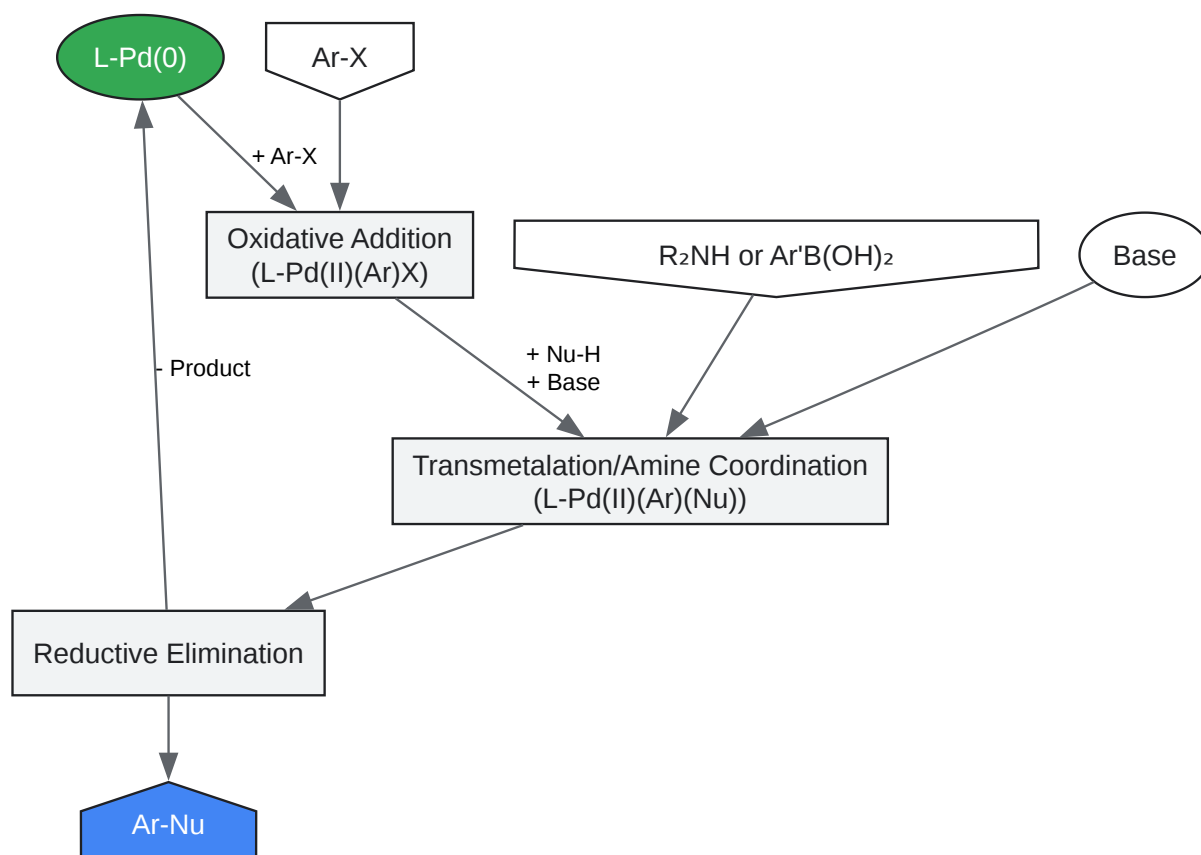 L-Pd(0)
Ar-X
+ Ar-X
Oxidative Addition
(L-Pd(II)(Ar)X)
R₂NH or Ar'B(OH)₂
Base
+ Nu-H
+ Base
- Product
Transmetalation/Amine Coordination
(L-Pd(II)(Ar)(Nu))
Reductive Elimination
Ar-Nu